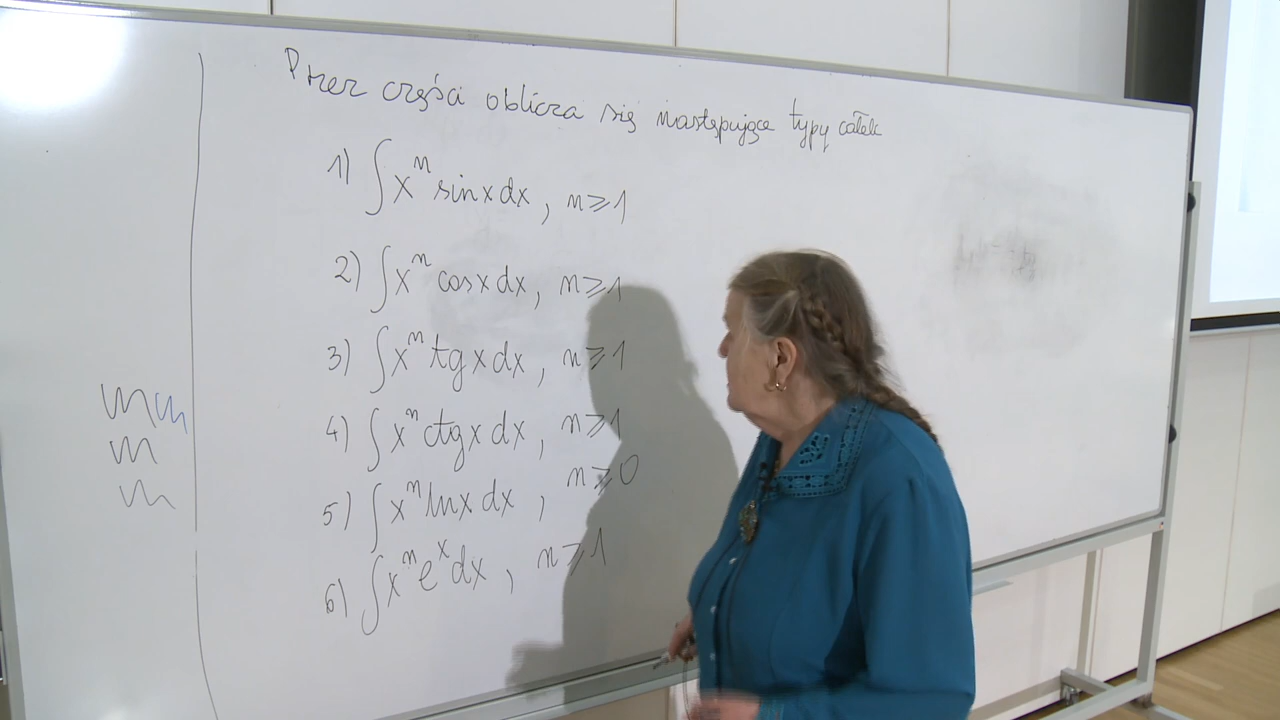 Przez części oblicza się następujące typy całek
1) ∫ xⁿ sin x dx , n ⩾ 1
2) ∫ xⁿ cos x dx , n ⩾ 1
3) ∫ xⁿ tg x dx , n ⩾ 1
4) ∫ xⁿ ctg x dx , n ⩾ 1
5) ∫ xⁿ ln x dx , n ⩾ 0
6) ∫ xⁿ eˣ dx , n ⩾ 1